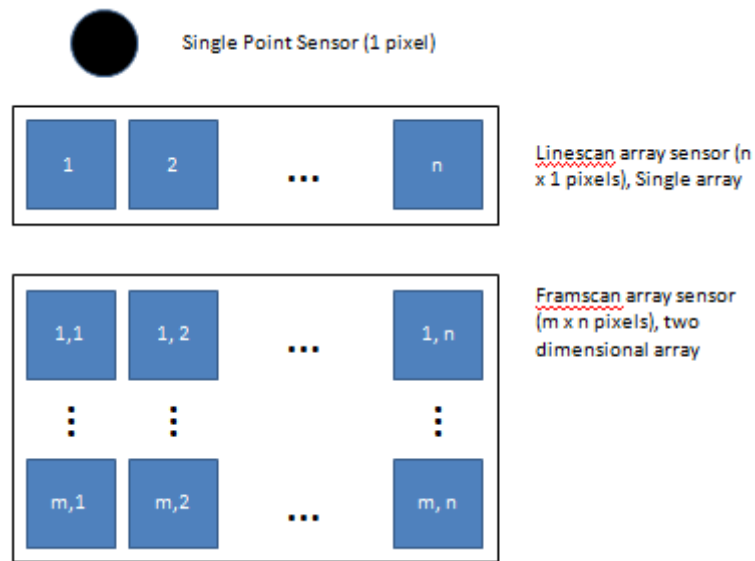 Single Point Sensor (1 pixel)
1 2 ... n
Linescan array sensor (n
x 1 pixels), Single array
Framscan array sensor
(m x n pixels), two
dimensional array
1,1 1, 2 ... 1, n
m,1 m,2 ... m, n